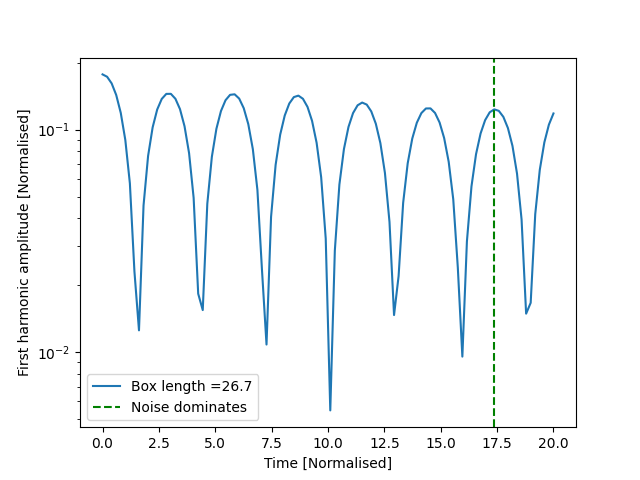 First harmonic amplitude [Normalised]
10⁻¹
10⁻²
Box length =26.7
Noise dominates
0.0 2.5 5.0 7.5 10.0 12.5 15.0 17.5 20.0
Time [Normalised]